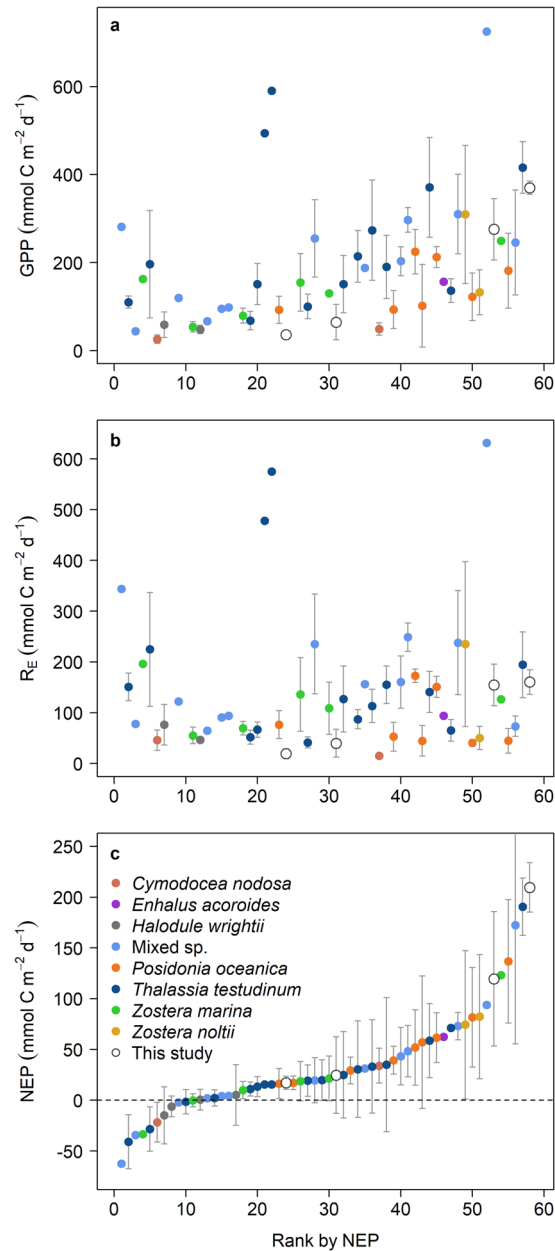 a
GPP (mmol C m⁻² d⁻¹)
600
400
200
0
0 10 20 30 40 50 60
b
R_E (mmol C m⁻² d⁻¹)
600
500
400
300
200
100
0
0 10 20 30 40 50 60
c
NEP (mmol C m⁻² d⁻¹)
250
200
150
100
50
0
-50
Cymodocea nodosa
Enhalus acoroides
Halodule wrightii
Mixed sp.
Posidonia oceanica
Thalassia testudinum
Zostera marina
Zostera noltii
This study
0 10 20 30 40 50 60
Rank by NEP